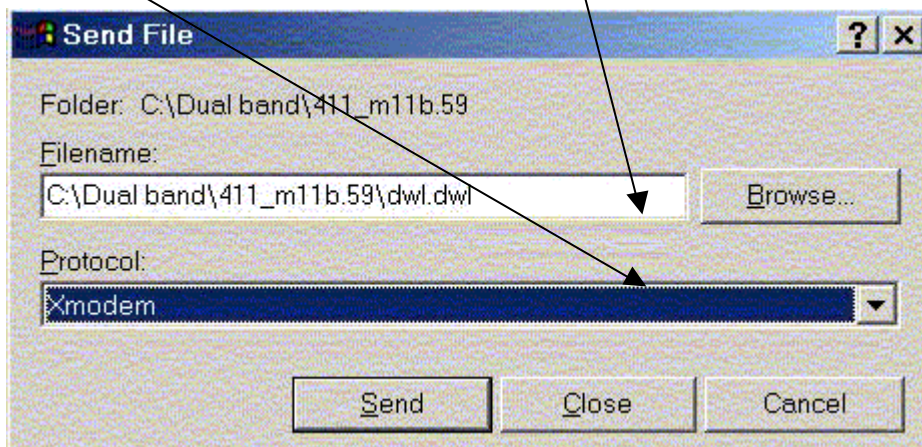 Send File
Folder: C:\Dual band\411_m11b.59
Filename:
C:\Dual band\411_m11b.59\dwl.dwl
Browse...
Protocol:
Xmodem
Send Close Cancel